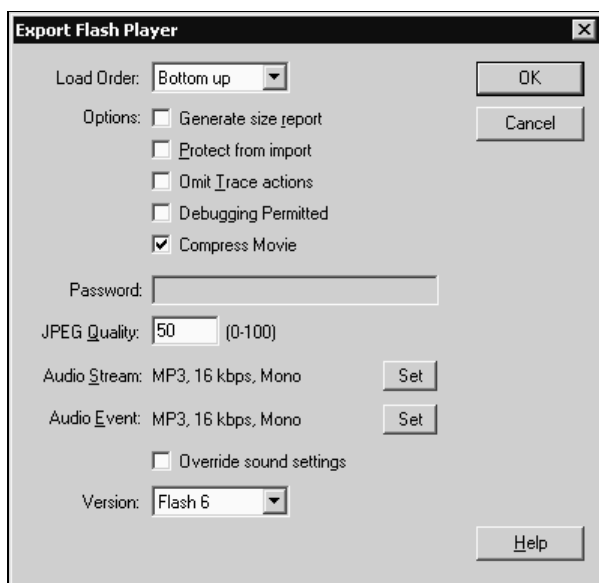 Export Flash Player
Load Order: Bottom up
OK
Options: Generate size report
Cancel
Protect from import
Omit Trace actions
Debugging Permitted
Compress Movie
Password:
JPEG Quality: 50 (0-100)
Audio Stream: MP3, 16 kbps, Mono Set
Audio Event: MP3, 16 kbps, Mono Set
Override sound settings
Version: Flash 6
Help